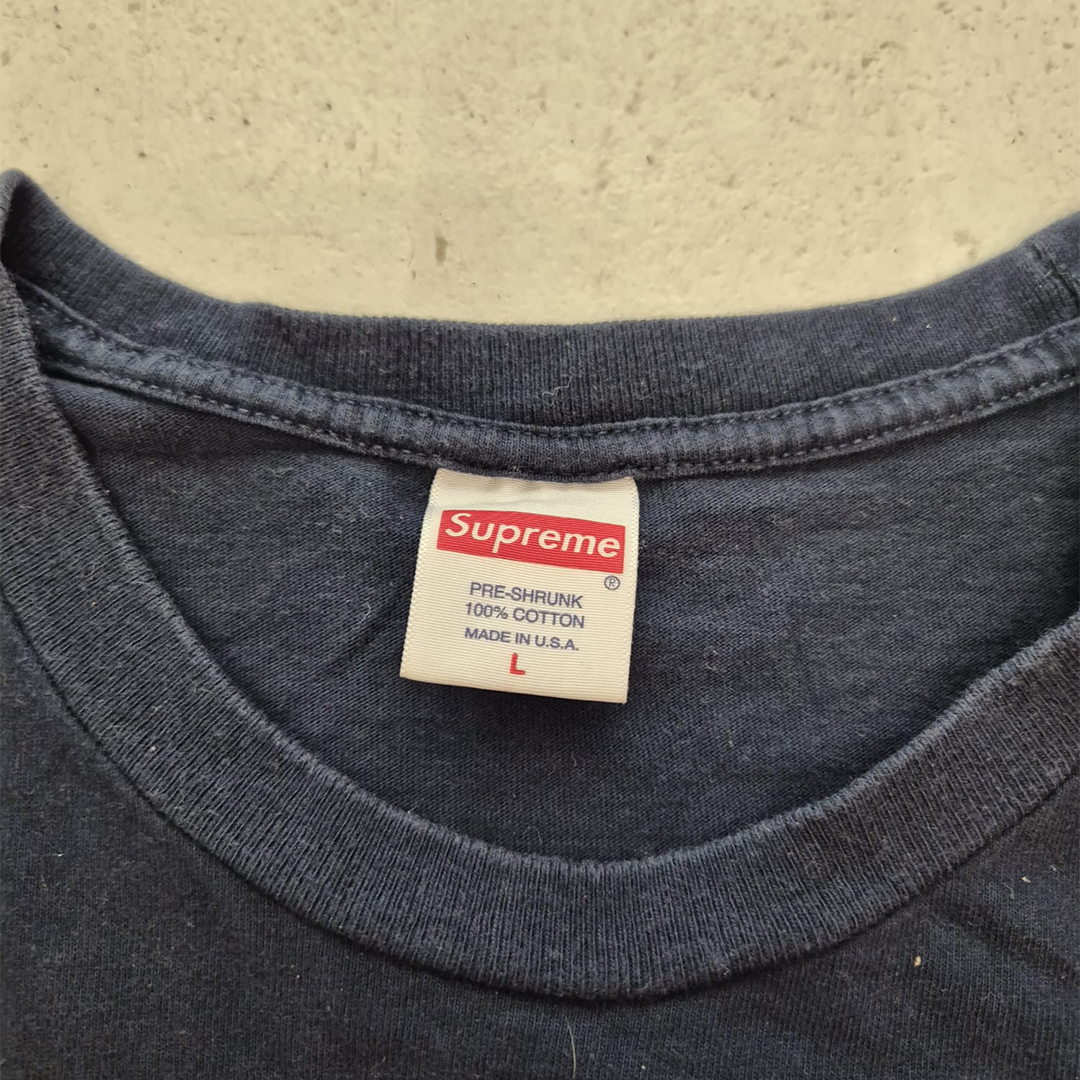 Supreme
®
PRE-SHRUNK
100% COTTON
MADE IN U.S.A.
L